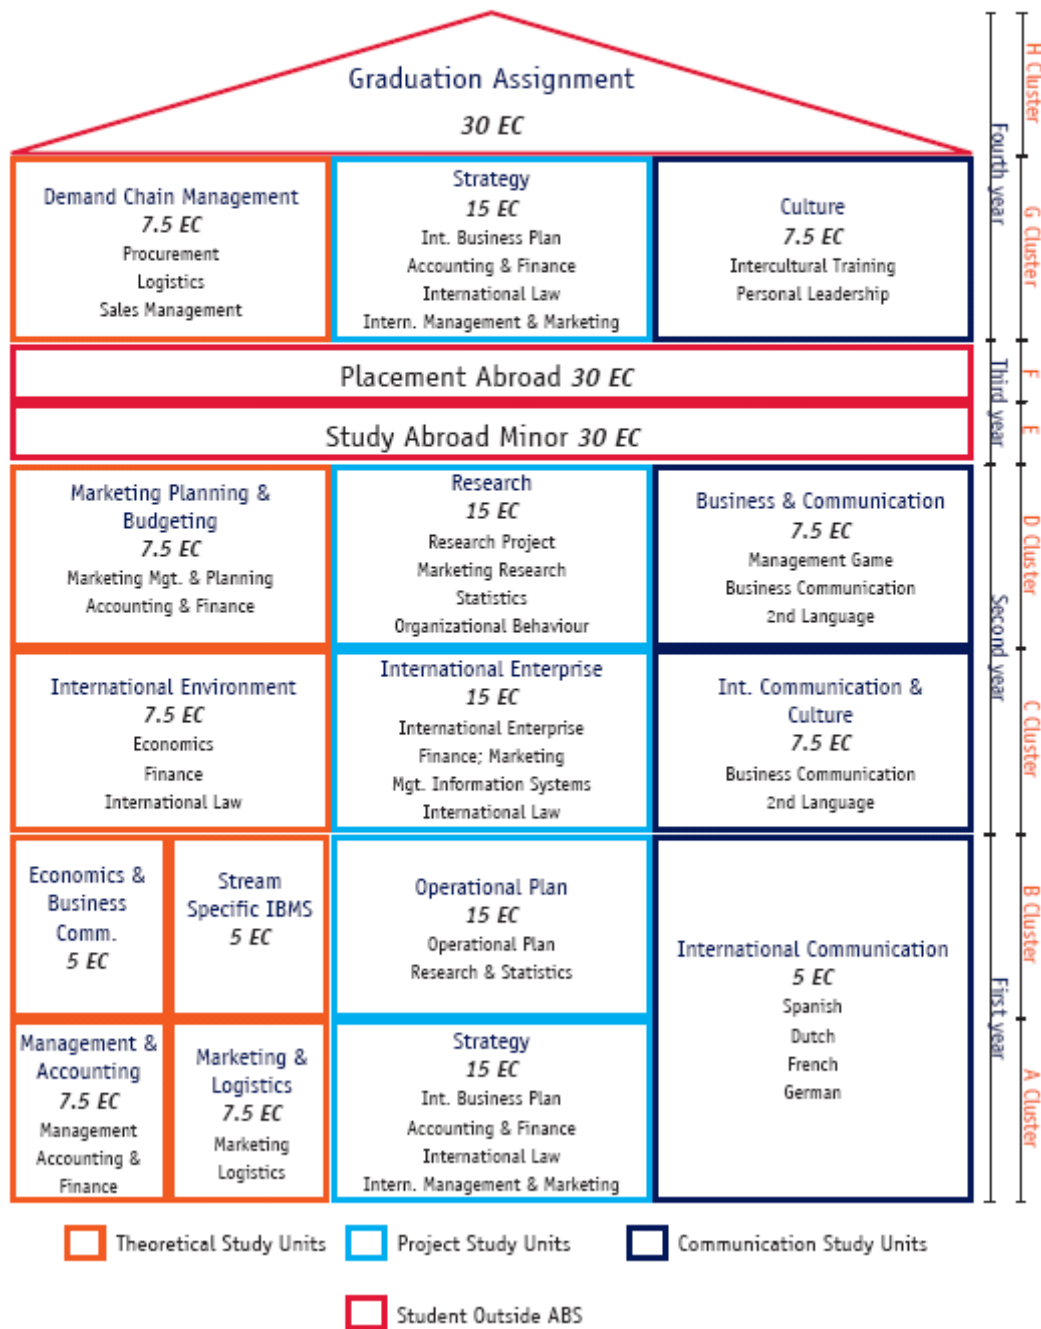 Graduation Assignment
30 EC
Demand Chain Management
7.5 EC
Procurement
Logistics
Sales Management
Strategy
15 EC
Int. Business Plan
Accounting & Finance
International Law
Intern. Management & Marketing
Culture
7.5 EC
Intercultural Training
Personal Leadership
Placement Abroad 30 EC
Study Abroad Minor 30 EC
Marketing Planning &
Budgeting
7.5 EC
Marketing Mgt. & Planning
Accounting & Finance
Research
15 EC
Research Project
Marketing Research
Statistics
Organizational Behaviour
Business & Communication
7.5 EC
Management Game
Business Communication
2nd Language
International Environment
7.5 EC
Economics
Finance
International Law
International Enterprise
15 EC
International Enterprise
Finance; Marketing
Mgt. Information Systems
International Law
Int. Communication &
Culture
7.5 EC
Business Communication
2nd Language
Economics &
Business
Comm.
5 EC
Stream
Specific IBMS
5 EC
Operational Plan
15 EC
Operational Plan
Research & Statistics
International Communication
5 EC
Spanish
Dutch
French
German
Management &
Accounting
7.5 EC
Management
Accounting &
Finance
Marketing &
Logistics
7.5 EC
Marketing
Logistics
Strategy
15 EC
Int. Business Plan
Accounting & Finance
International Law
Intern. Management & Marketing
Fourth year
Third year
Second year
First year
H Cluster
G Cluster
F
E
D Cluster
C Cluster
B Cluster
A Cluster
Theoretical Study Units
Project Study Units
Communication Study Units
Student Outside ABS